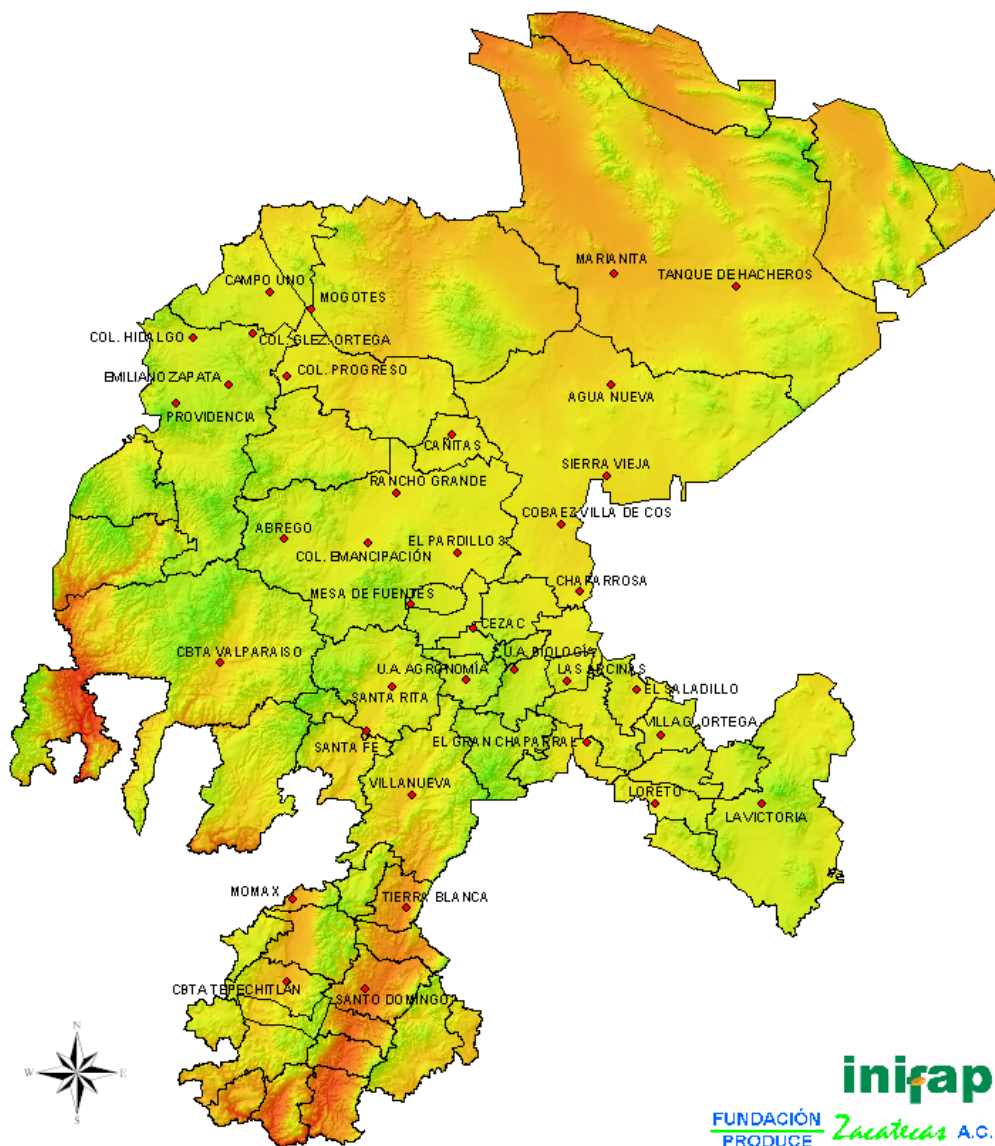 MARIANITA
TANQUE DE HACHEROS
CAMPO UNO
MOGOTES
COL. HIDALGO
COL. GLEZ. ORTEGA
COL. PROGRESO
EMILIANO ZAPATA
AGUA NUEVA
PROVIDENCIA
CAÑITAS
SIERRA VIEJA
RANCHO GRANDE
COBAEZ VILLA DE COS
ABREGO
EL PARDILLO 3
COL. EMANCIPACIÓN
CHAPARROSA
MESA DE FUENTES
CEZAC
U.A. BIOLOGÍA
CBTA VALPARAISO
U.A. AGRONOMÍA
LAS ARCINAS
SANTA RITA
EL SALADILLO
VILLA G. ORTEGA
SANTA FE
EL GRAN CHAPARRAL
VILLANUEVA
LORETO
LA VICTORIA
MOMAX
TIERRA BLANCA
CBTA TEPECHITLÁN
SANTO DOMINGO
N
W E
S
inifap
FUNDACIÓN
PRODUCE Zacatecas A.C.